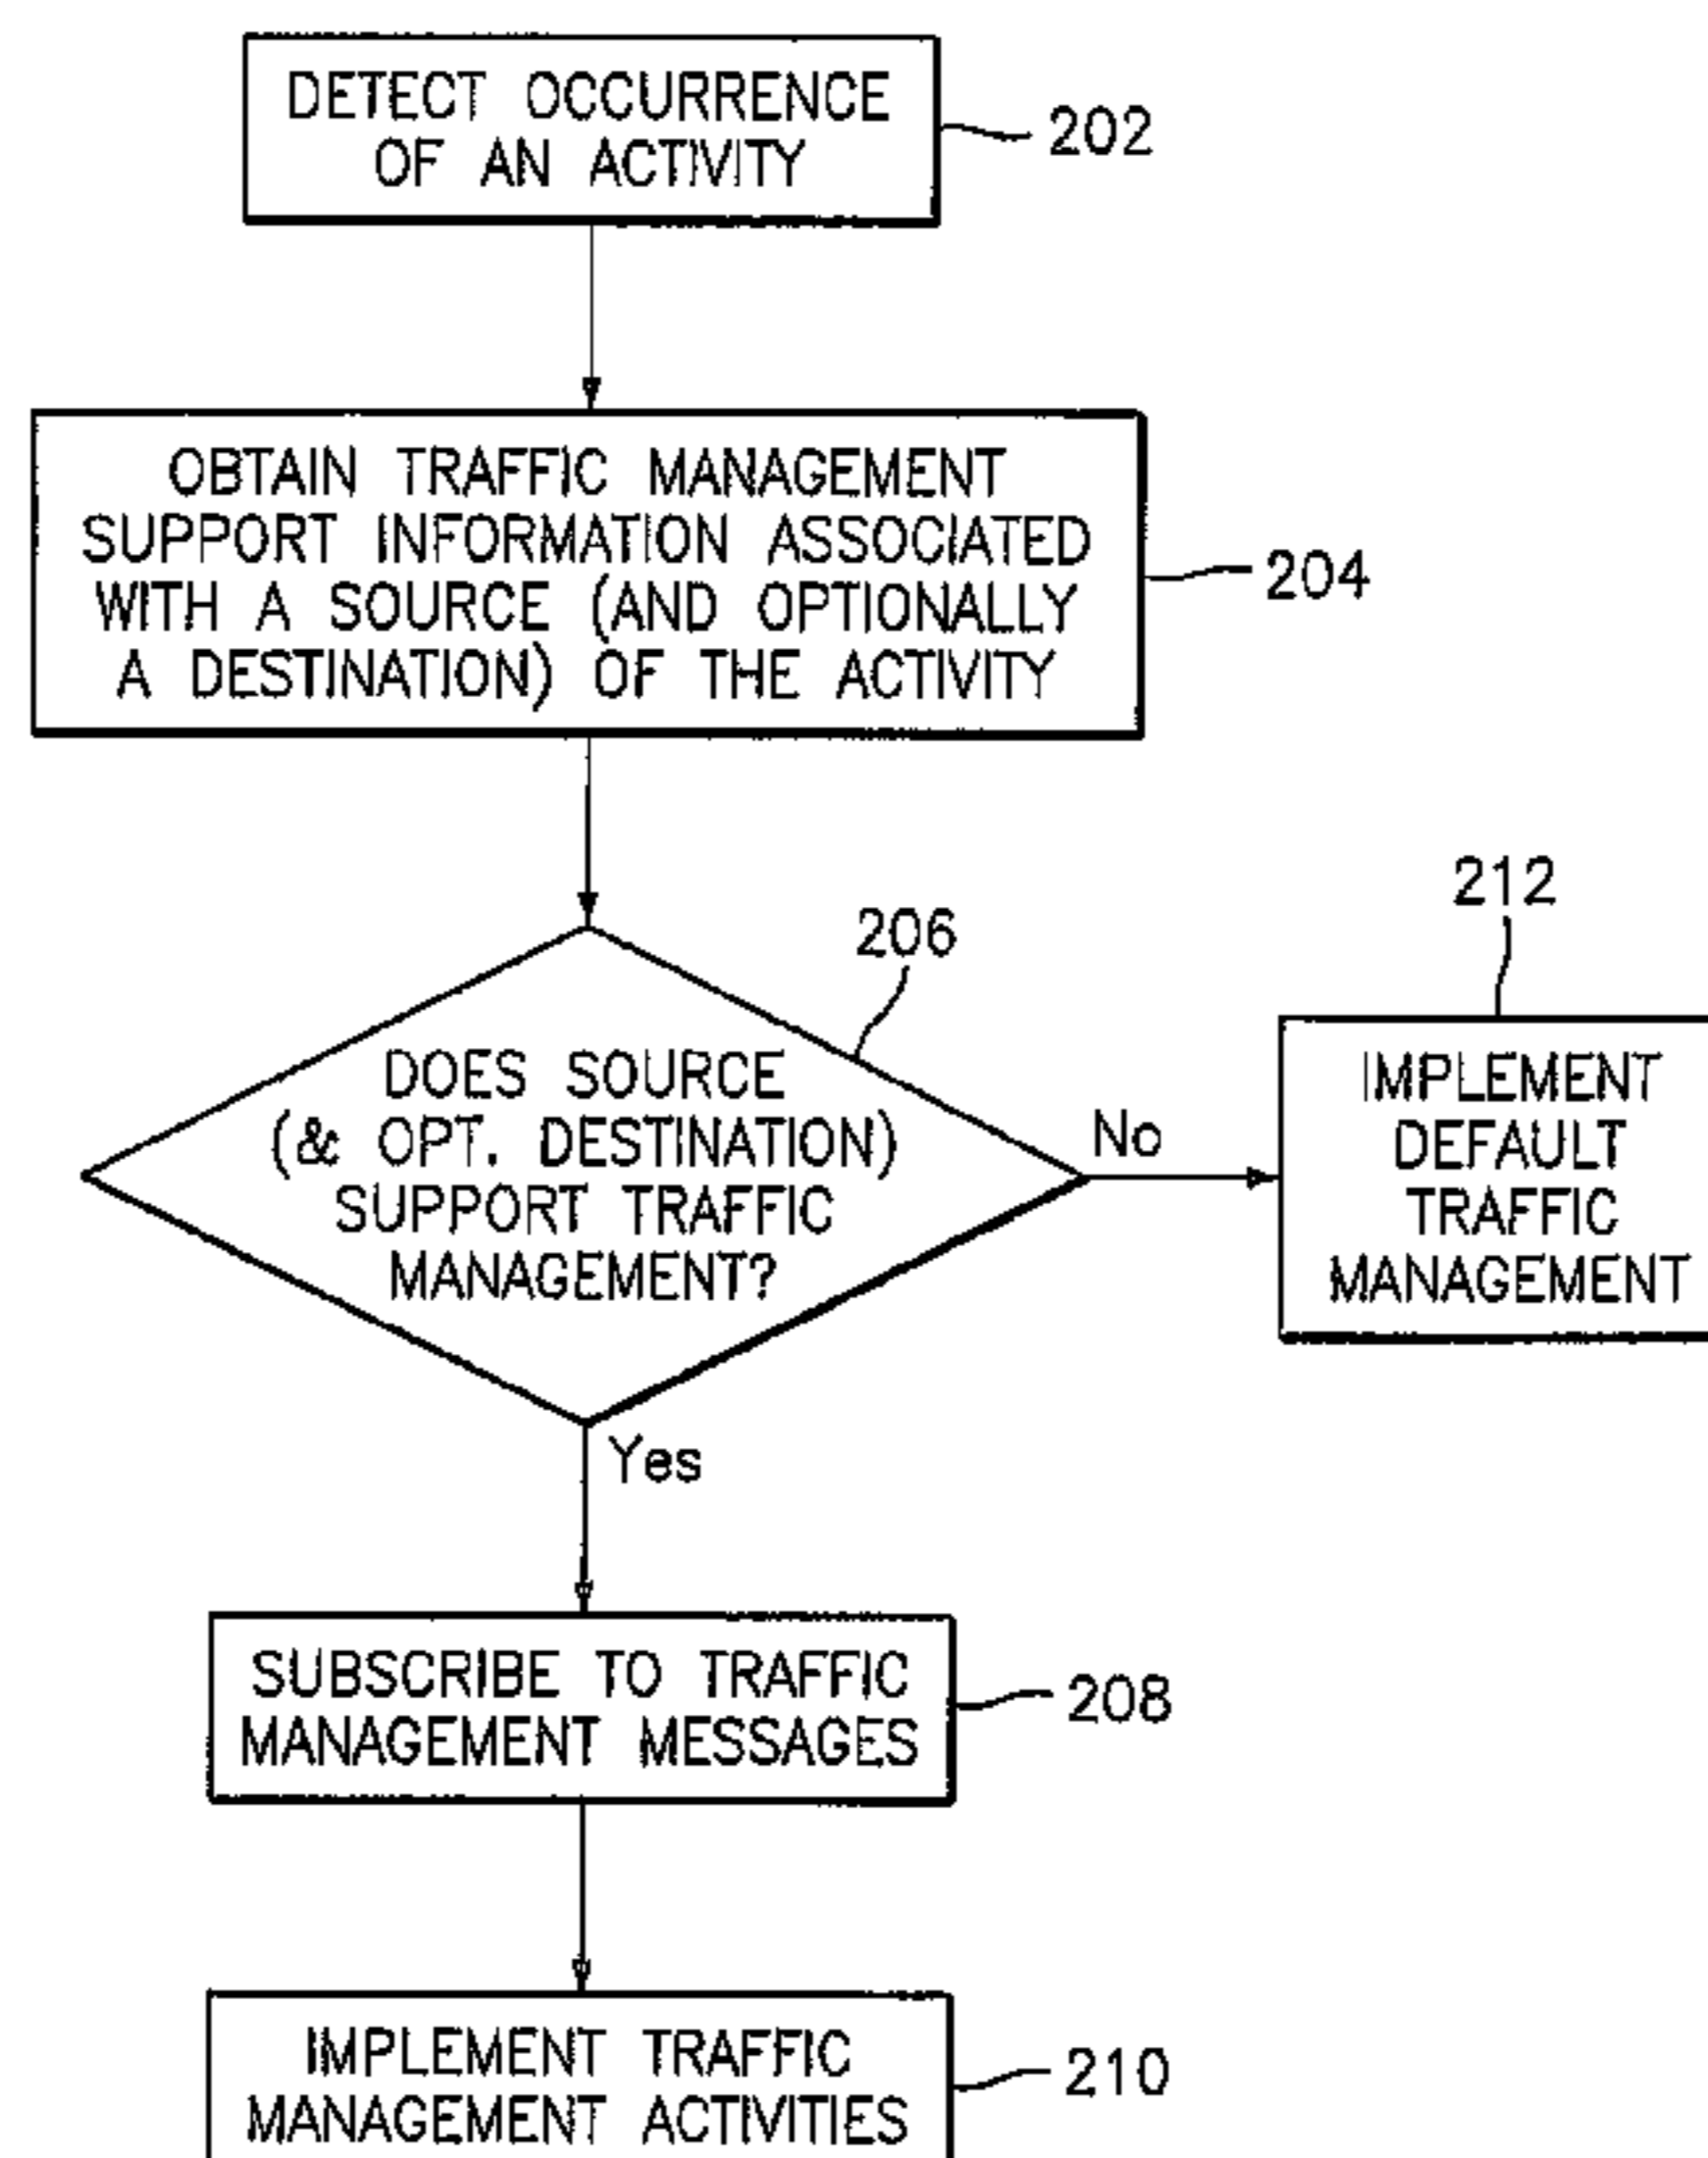 DETECT OCCURRENCE
OF AN ACTIVITY
202
OBTAIN TRAFFIC MANAGEMENT
SUPPORT INFORMATION ASSOCIATED
WITH A SOURCE (AND OPTIONALLY
A DESTINATION) OF THE ACTIVITY
204
206
DOES SOURCE
(& OPT. DESTINATION)
SUPPORT TRAFFIC
MANAGEMENT?
No
212
IMPLEMENT
DEFAULT
TRAFFIC
MANAGEMENT
Yes
SUBSCRIBE TO TRAFFIC
MANAGEMENT MESSAGES
208
IMPLEMENT TRAFFIC
MANAGEMENT ACTIVITIES
210